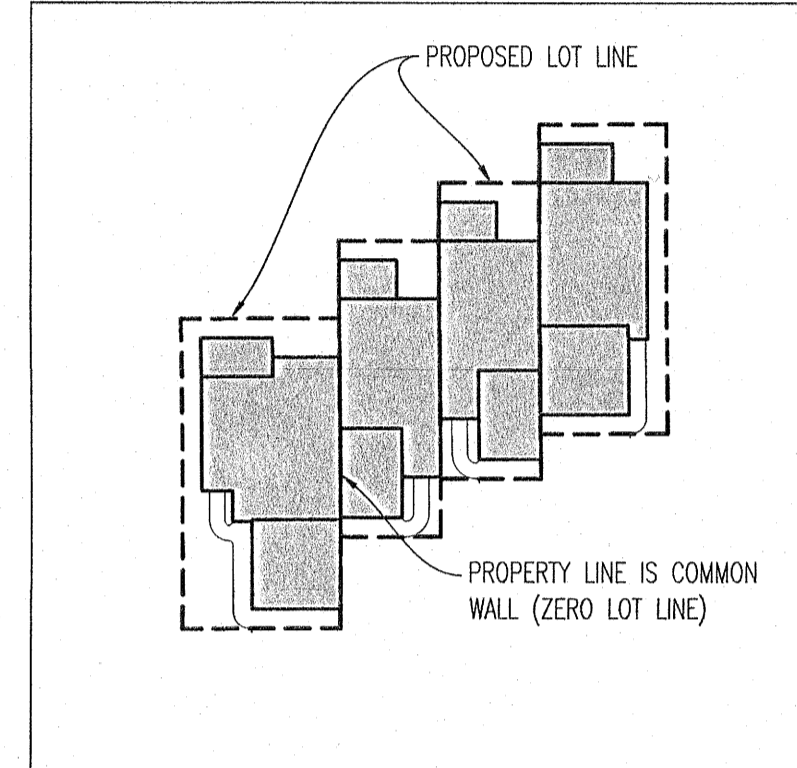 PROPOSED LOT LINE
PROPERTY LINE IS COMMON
WALL (ZERO LOT LINE)